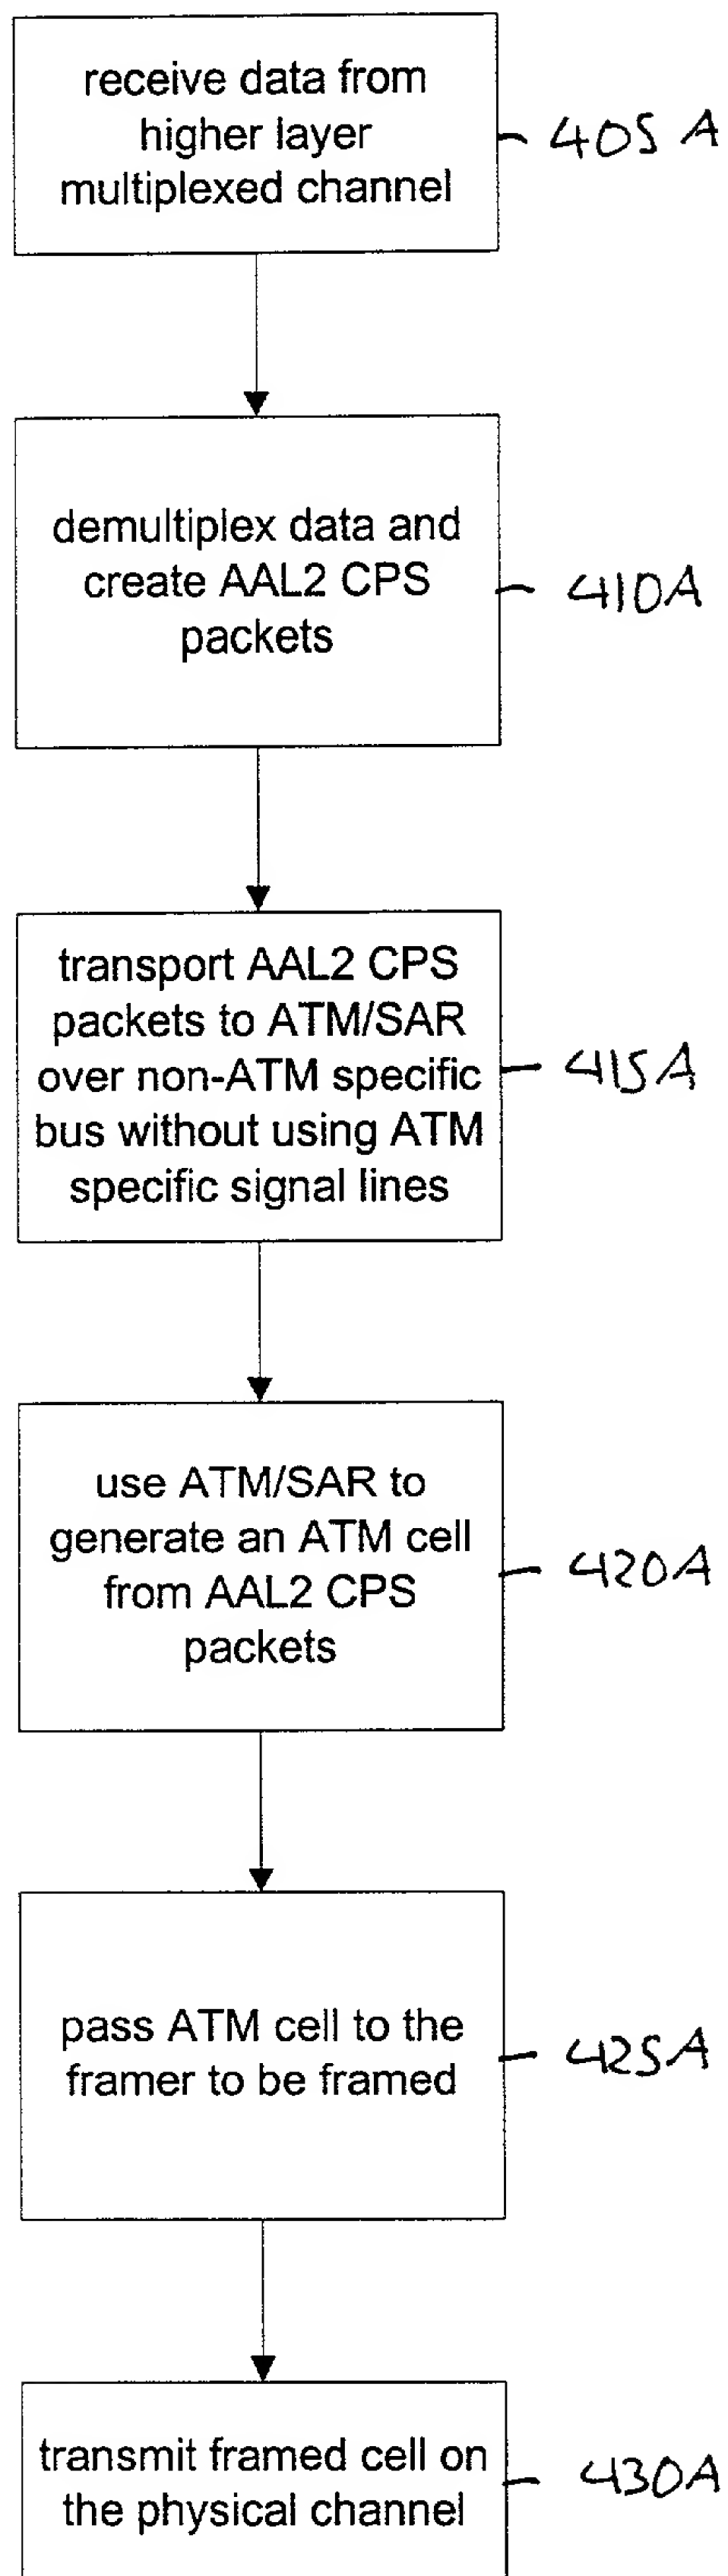 receive data from
higher layer
multiplexed channel
405A
demultiplex data and
create AAL2 CPS
packets
410A
transport AAL2 CPS
packets to ATM/SAR
over non-ATM specific
bus without using ATM
specific signal lines
415A
use ATM/SAR to
generate an ATM cell
from AAL2 CPS
packets
420A
pass ATM cell to the
framer to be framed
425A
transmit framed cell on
the physical channel
430A